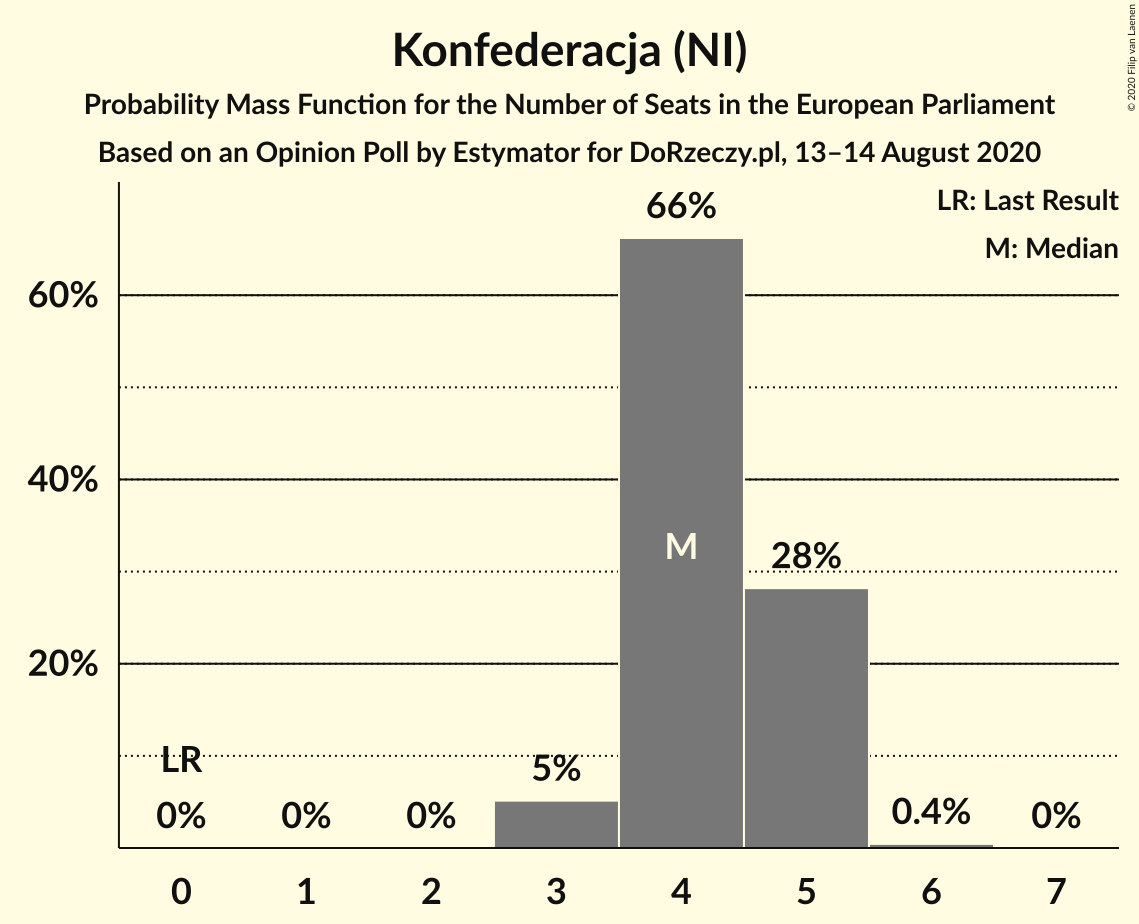 Konfederacja (NI)
Probability Mass Function for the Number of Seats in the European Parliament
Based on an Opinion Poll by Estymator for DoRzeczy.pl, 13–14 August 2020
© 2020 Filip van Laenen
LR: Last Result
M: Median
66%
60%
40%
M
28%
20%
LR
5%
0%
0%
0%
0.4%
0%
0 1 2 3 4 5 6 7